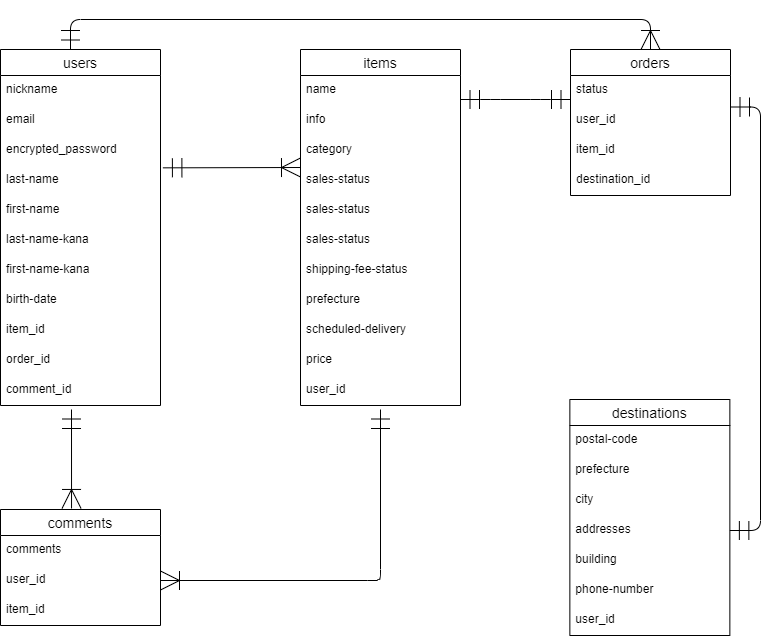 users
nickname
email
encrypted_password
last-name
first-name
last-name-kana
first-name-kana
birth-date
item_id
order_id
comment_id
items
name
info
category
sales-status
sales-status
sales-status
shipping-fee-status
prefecture
scheduled-delivery
price
user_id
orders
status
user_id
item_id
destination_id
destinations
postal-code
prefecture
city
addresses
building
phone-number
user_id
comments
comments
user_id
item_id